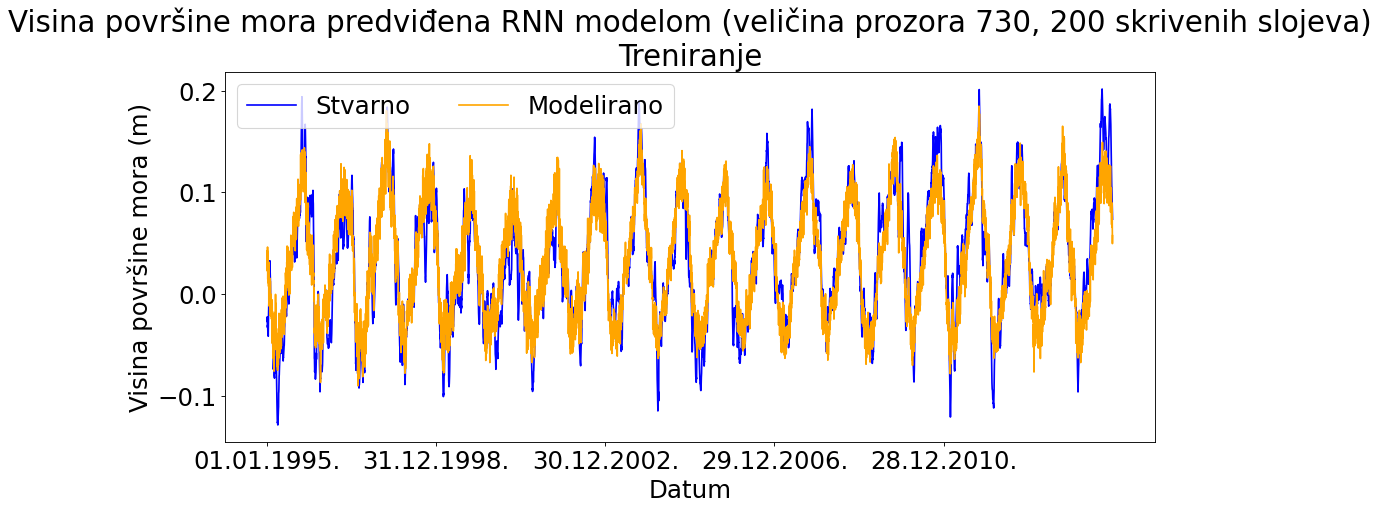 Visina površine mora predviđena RNN modelom (veličina prozora 730, 200 skrivenih slojeva)
Treniranje
Stvarno
Modelirano
Visina površine mora (m)
0.2
0.1
0.0
−0.1
01.01.1995.
31.12.1998.
30.12.2002.
29.12.2006.
28.12.2010.
Datum